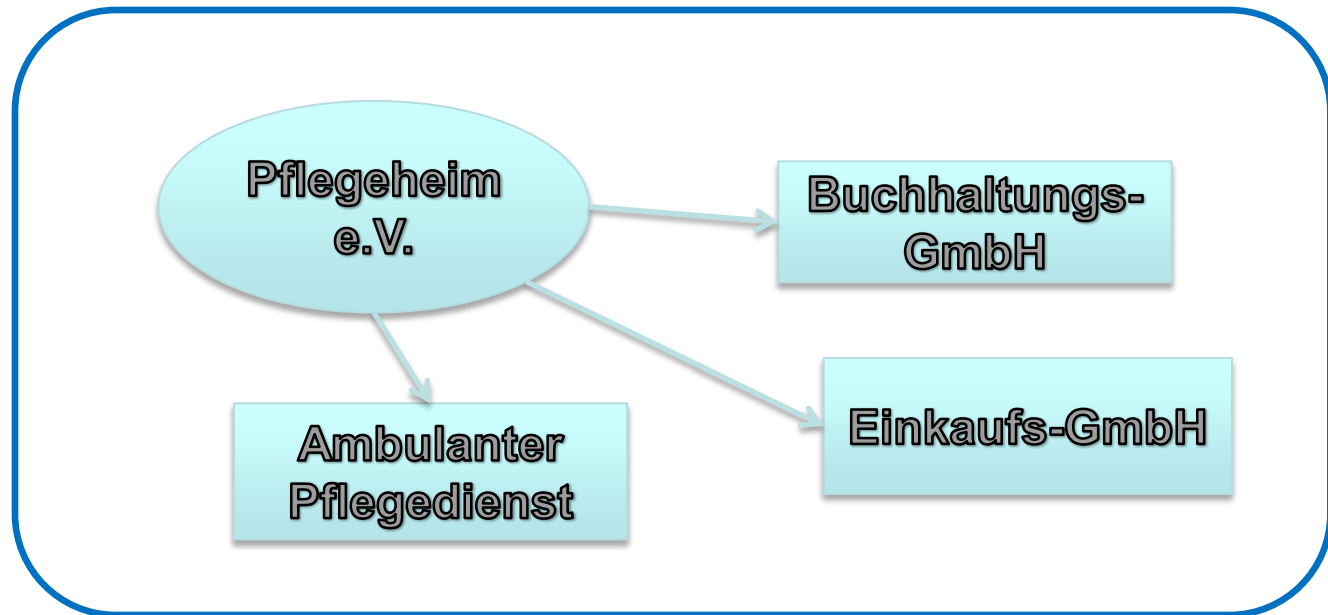 Pflegeheim
e.V.
Buchhaltungs-
GmbH
Einkaufs-GmbH
Ambulanter
Pflegedienst